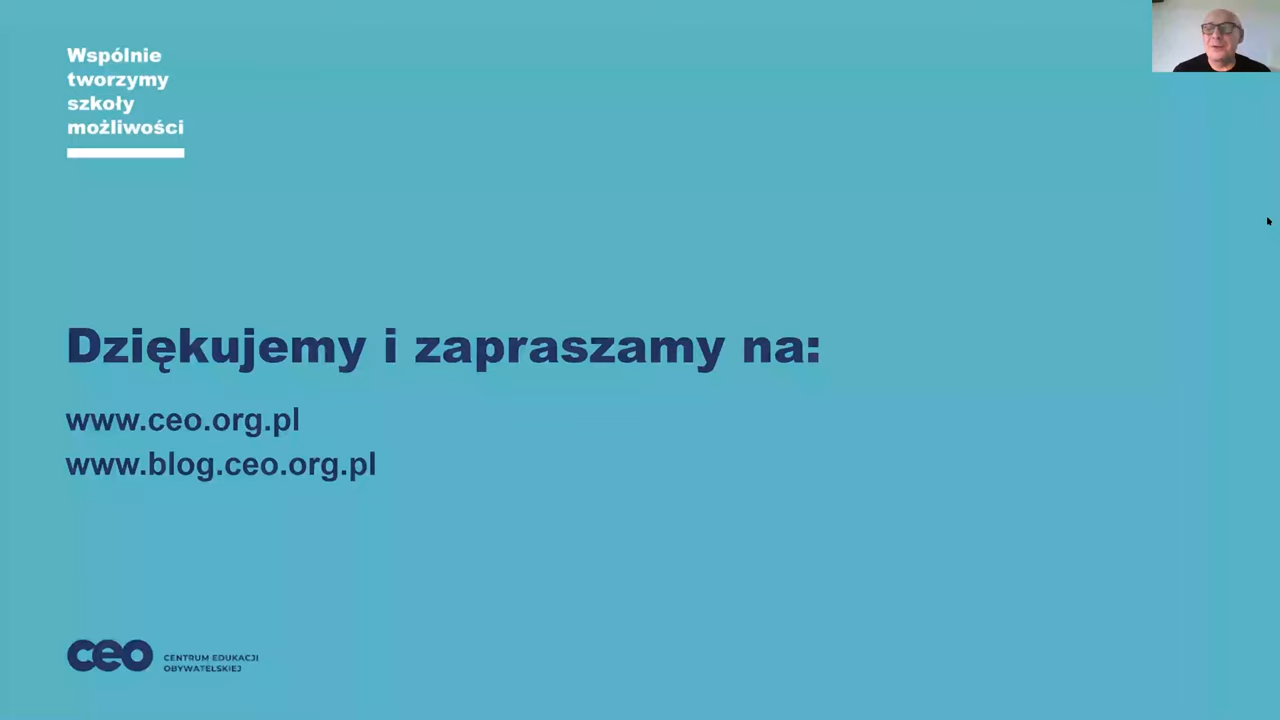 Wspólnie
tworzymy
szkoły
możliwości
Dziękujemy i zapraszamy na:
www.ceo.org.pl
www.blog.ceo.org.pl
ceo
CENTRUM EDUKACJI
OBYWATELSKIEJ